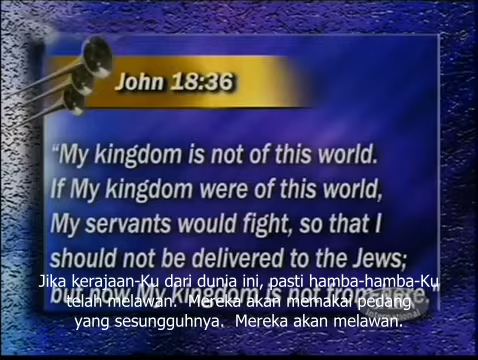 John 18:36
“My kingdom is not of this world.
If My kingdom were of this world,
My servants would fight, so that I
should not be delivered to the Jews;
but now My kingdom is not from here.
International
Jika kerajaan-Ku dari dunia ini, pasti hamba-hamba-Ku
telah melawan. Mereka akan memakai pedang,
yang sesungguhnya. Mereka akan melawan.